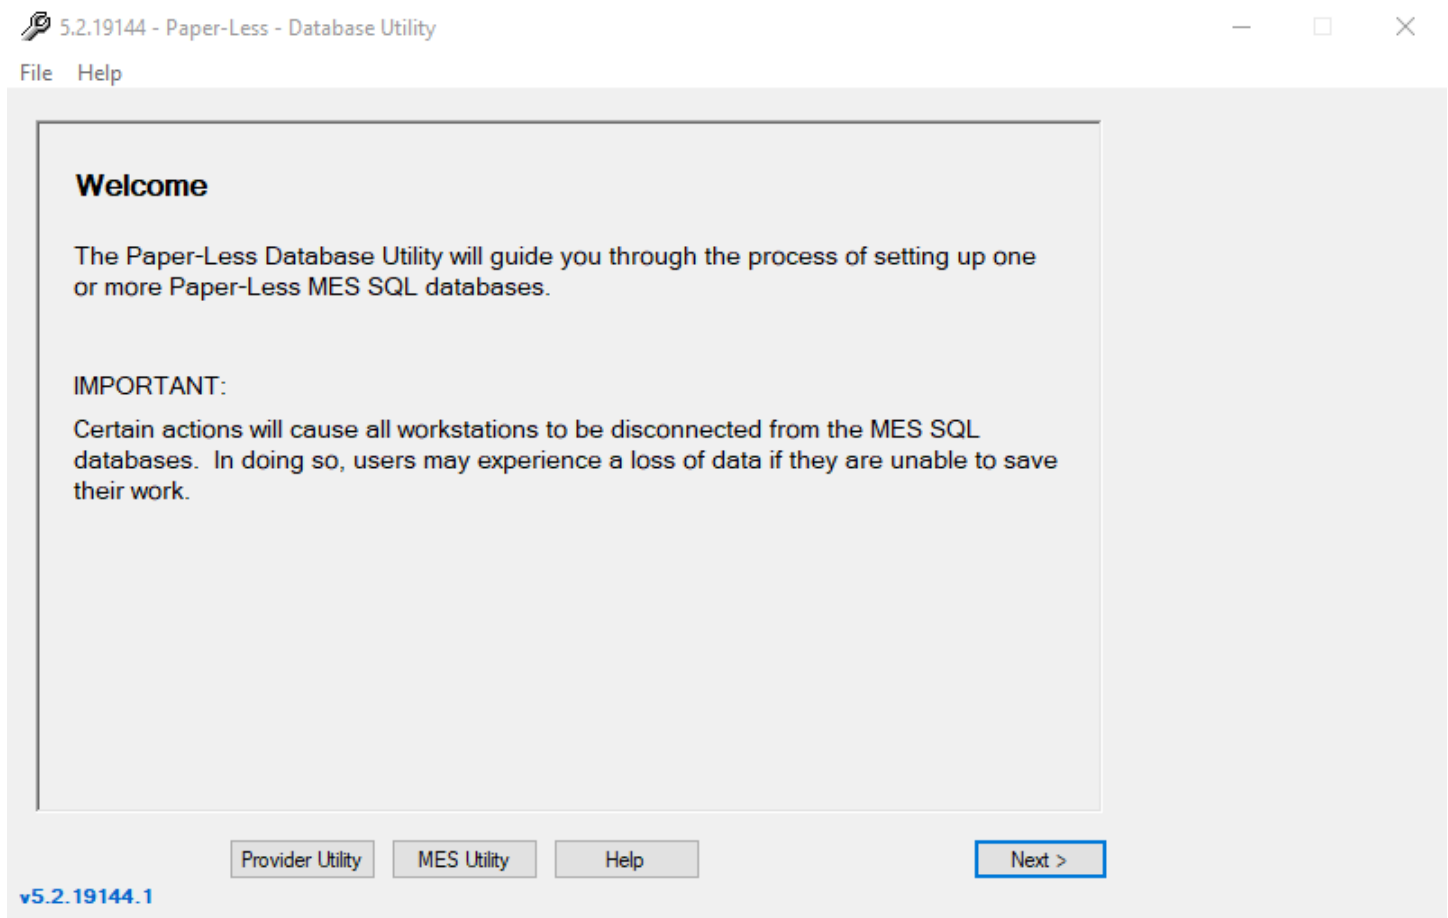 5.2.19144 - Paper-Less - Database Utility
File Help
Welcome
The Paper-Less Database Utility will guide you through the process of setting up one
or more Paper-Less MES SQL databases.
IMPORTANT:
Certain actions will cause all workstations to be disconnected from the MES SQL
databases.  In doing so, users may experience a loss of data if they are unable to save
their work.
Provider Utility MES Utility Help Next >
v5.2.19144.1